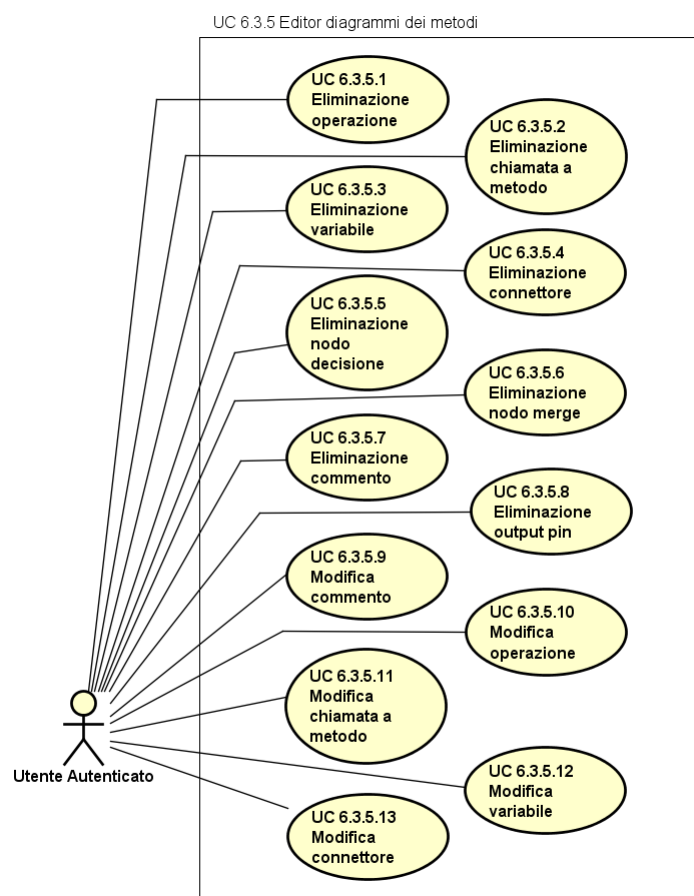 UC 6.3.5 Editor diagrammi dei metodi
UC 6.3.5.1
Eliminazione
operazione
UC 6.3.5.2
Eliminazione
chiamata a
metodo
UC 6.3.5.3
Eliminazione
variabile
UC 6.3.5.4
Eliminazione
connettore
UC 6.3.5.5
Eliminazione
nodo
decisione
UC 6.3.5.6
Eliminazione
nodo merge
UC 6.3.5.7
Eliminazione
commento
UC 6.3.5.8
Eliminazione
output pin
UC 6.3.5.9
Modifica
commento
UC 6.3.5.10
Modifica
operazione
UC 6.3.5.11
Modifica
chiamata a
metodo
Utente Autenticato
UC 6.3.5.12
Modifica
variabile
UC 6.3.5.13
Modifica
connettore